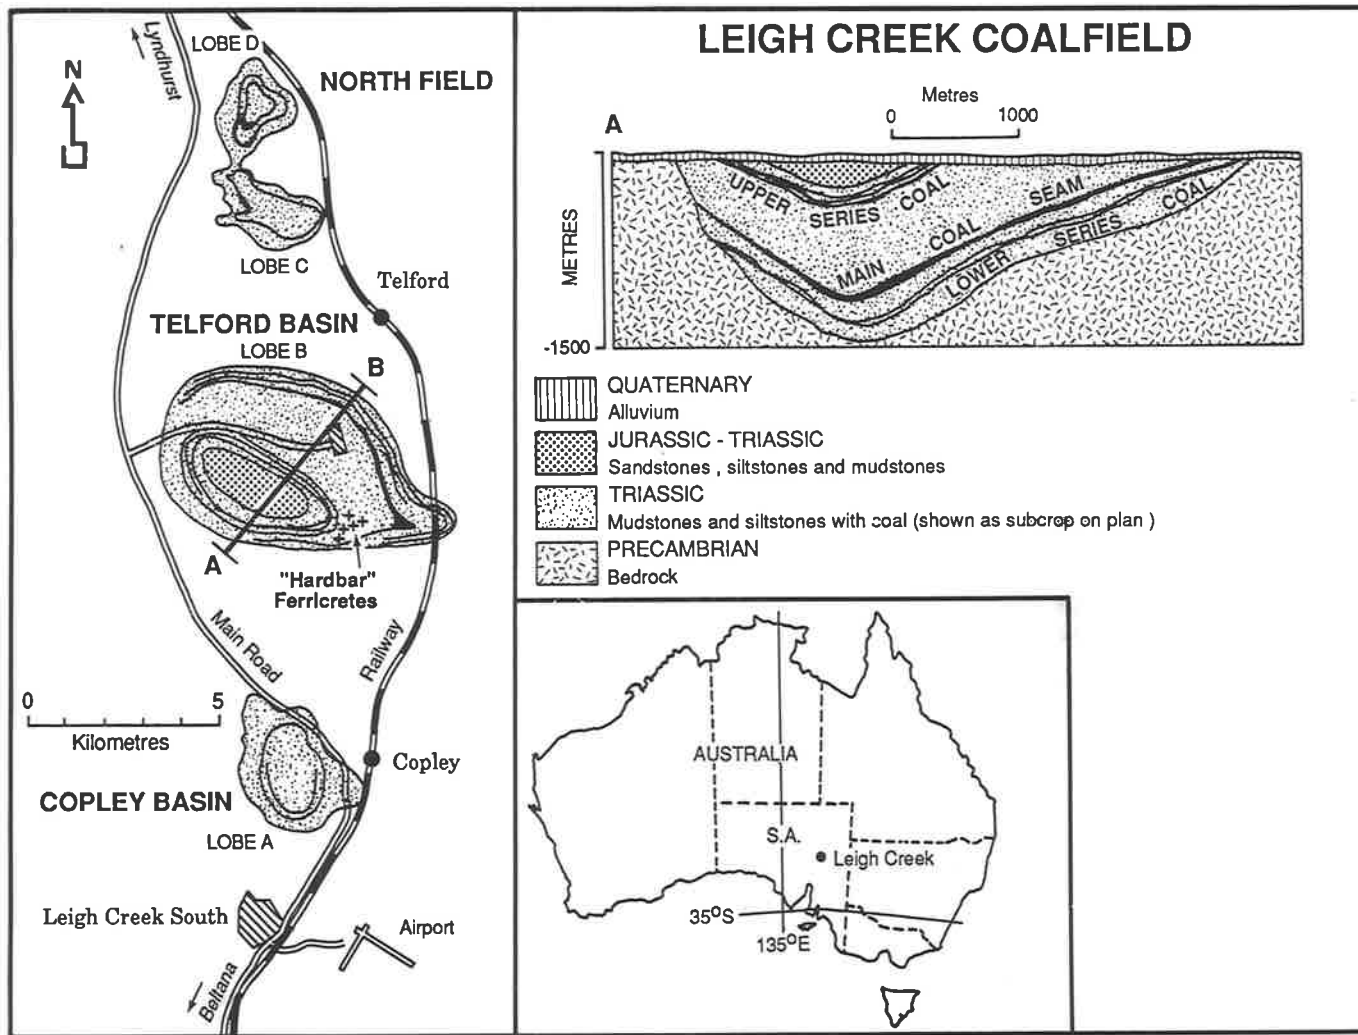 LOBE D
Lyndhurst
N
NORTH FIELD
LOBE C
Telford
TELFORD BASIN
LOBE B
B
A
"Hardbar"
Ferricretes
Main Road
Railway
0 5
Kilometres
Copley
COPLEY BASIN
LOBE A
Leigh Creek South
Airport
Beltana
LEIGH CREEK COALFIELD
Metres
0 1000
A
METRES
-1500
UPPER SERIES COAL
MAIN COAL SEAM
LOWER SERIES COAL
QUATERNARY
Alluvium
JURASSIC - TRIASSIC
Sandstones , siltstones and mudstones
TRIASSIC
Mudstones and siltstones with coal (shown as subcrop on plan )
PRECAMBRIAN
Bedrock
AUSTRALIA
S.A.
Leigh Creek
35°S
135°E